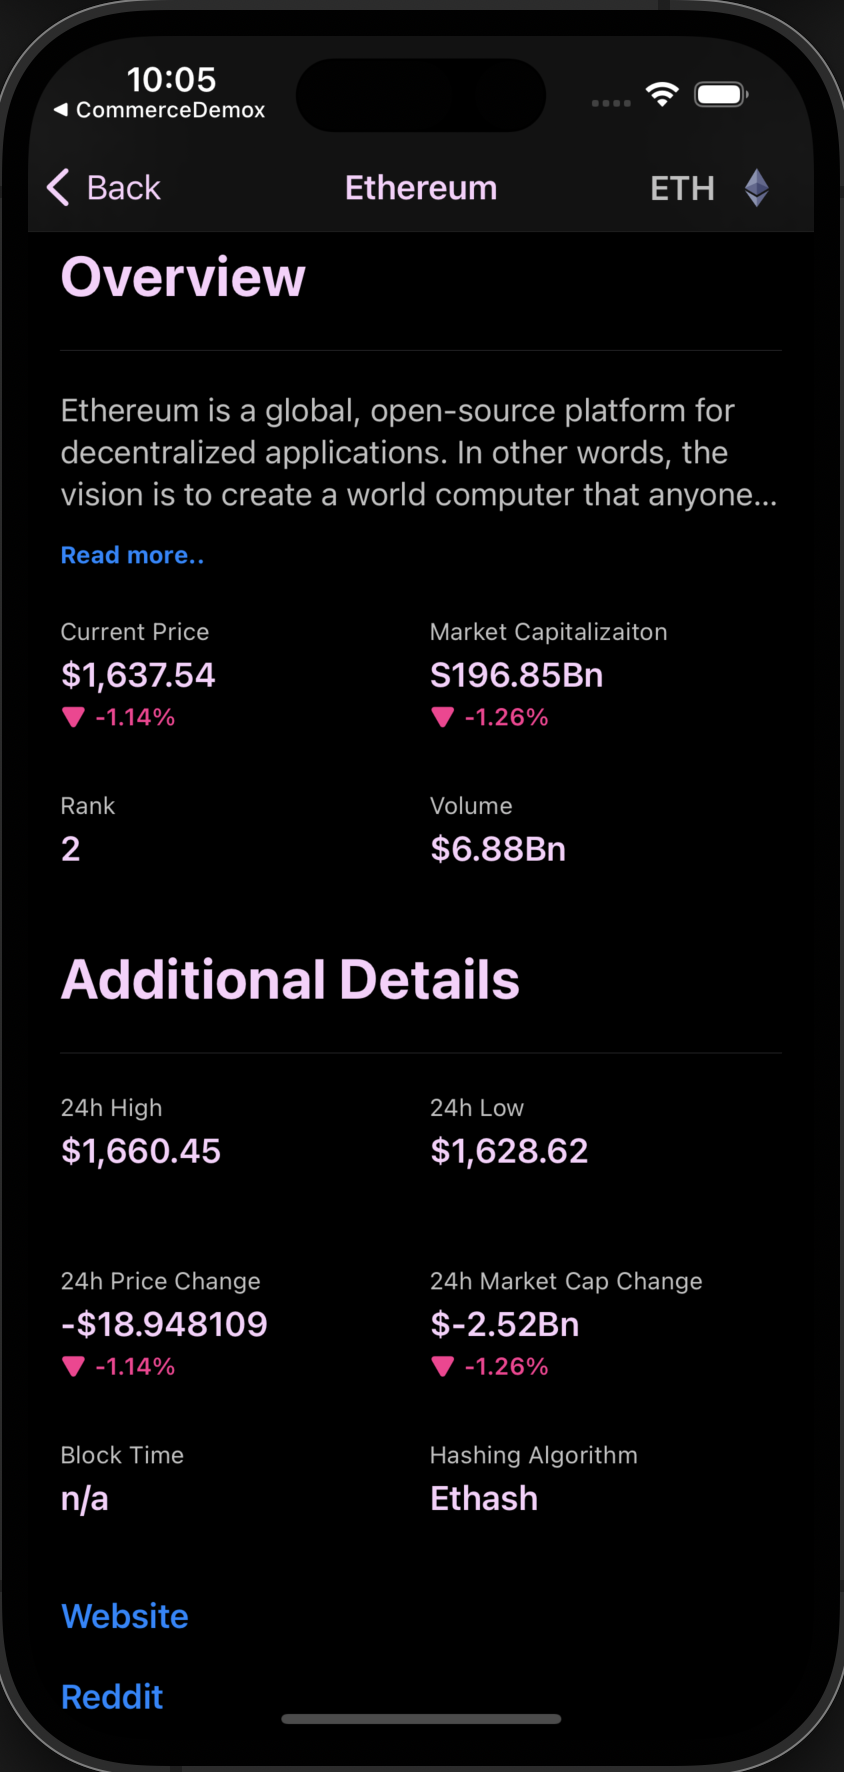 10:05
◀ CommerceDemox
Back Ethereum ETH
Overview
Ethereum is a global, open-source platform for
decentralized applications. In other words, the
vision is to create a world computer that anyone...
Read more..
Current Price Market Capitalizaiton
$1,637.54 S196.85Bn
-1.14% -1.26%
Rank Volume
2 $6.88Bn
Additional Details
24h High 24h Low
$1,660.45 $1,628.62
24h Price Change 24h Market Cap Change
-$18.948109 $-2.52Bn
-1.14% -1.26%
Block Time Hashing Algorithm
n/a Ethash
Website
Reddit